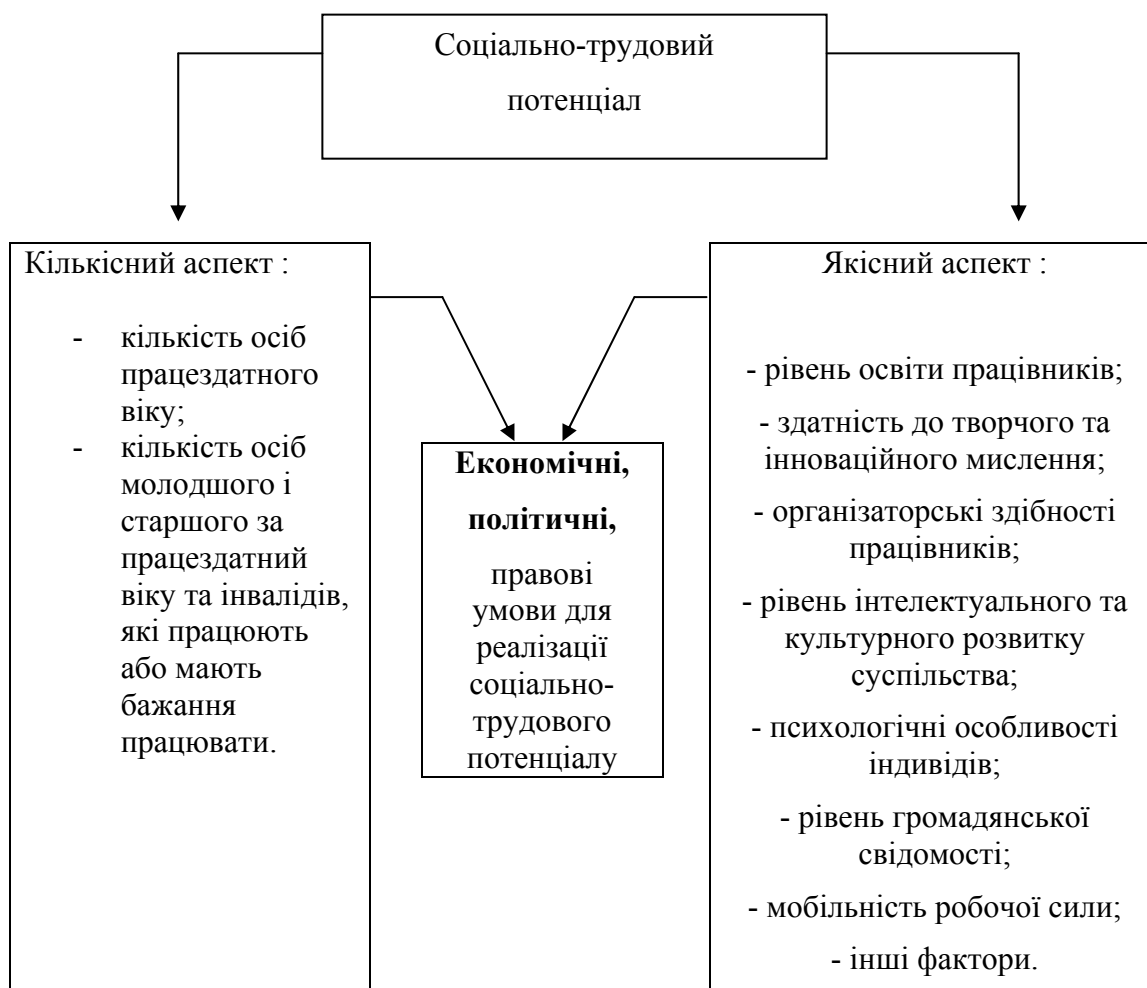 Соціально-трудовий
потенціал
Кількісний аспект :
- кількість осіб
працездатного
віку;
- кількість осіб
молодшого і
старшого за
працездатний
віку та інвалідів,
які працюють
або мають
бажання
працювати.
Економічні,
політичні,
правові
умови для
реалізації
соціально-
трудового
потенціалу
Якісний аспект :
- рівень освіти працівників;
- здатність до творчого та
інноваційного мислення;
- організаторські здібності
працівників;
- рівень інтелектуального та
культурного розвитку
суспільства;
- психологічні особливості
індивідів;
- рівень громадянської
свідомості;
- мобільність робочої сили;
- інші фактори.